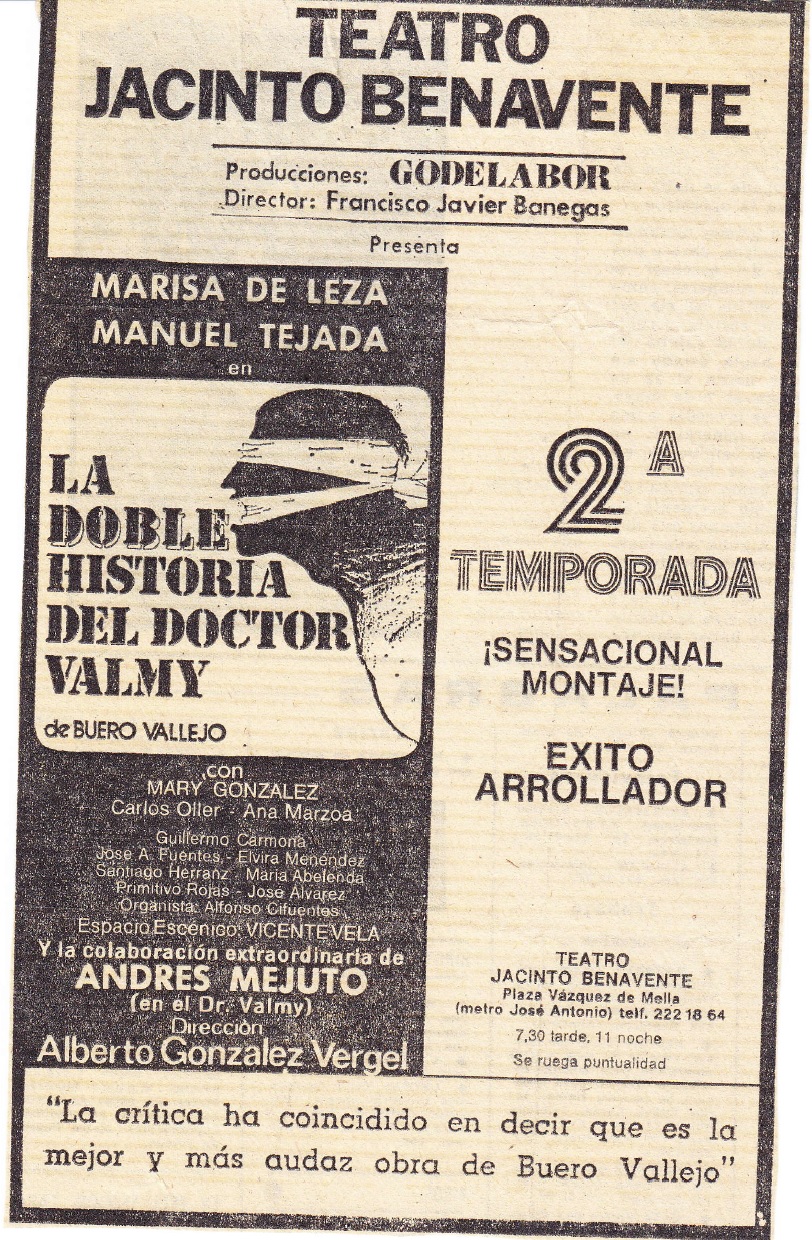 TEATRO
JACINTO BENAVENTE
Producciones: GODELABOR
Director: Francisco Javier Banegas
Presenta
MARISA DE LEZA
MANUEL TEJADA
en
LA
DOBLE
HISTORIA
DEL DOCTOR
VALMY
de BUERO VALLEJO
con
MARY GONZALEZ
Carlos Oller - Ana Marzoa
Guillermo Carmona
Jose A. Fuentes - Elvira Menéndez
Santiago Herranz - Maria Abelenda
Primitivo Rojas - José Alvarez
Organista: Alfonso Cifuentes
Espacio Escénico: VICENTE VELA
Y la colaboración extraordinaria de
ANDRES MEJUTO
(en el Dr. Valmy)
Dirección
Alberto Gonzalez Vergel
2ª
TEMPORADA
¡SENSACIONAL
MONTAJE!
EXITO
ARROLLADOR
TEATRO
JACINTO BENAVENTE
Plaza Vázquez de Mella
(metro José Antonio) telf. 222 18 64
7,30 tarde, 11 noche
Se ruega puntualidad
"La crítica ha coincidido en decir que es la
mejor y más audaz obra de Buero Vallejo"